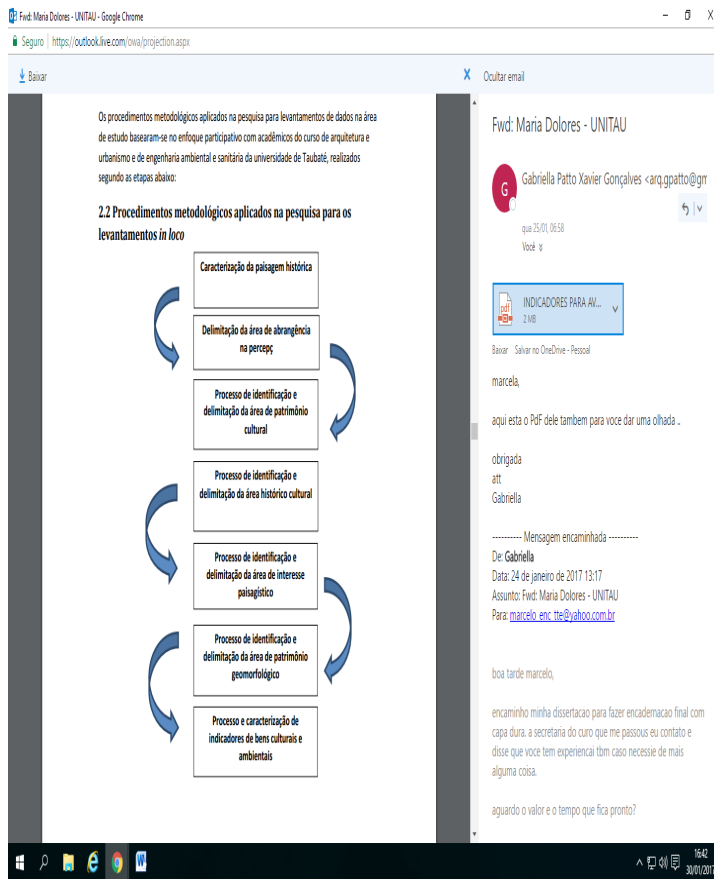 Fwd: Maria Dolores - UNITAU - Google Chrome
Seguro | https://outlook.live.com/owa/projection.aspx
Baixar
Ocultar email
Os procedimentos metodológicos aplicados na pesquisa para levantamentos de dados na área
de estudo basearam-se no enfoque participativo com acadêmicos do curso de arquitetura e
urbanismo e de engenharia ambiental e sanitária da universidade de Taubaté, realizados
segundo as etapas abaixo:
2.2 Procedimentos metodológicos aplicados na pesquisa para os
levantamentos in loco
Caracterização da paisagem histórica
Delimitação da área de abrangência
na percepç
Processo de identificação e
delimitação da área de patrimônio
cultural
Processo de identificação e
delimitação da área histórico cultural
Processo de identificação e
delimitação da área de interesse
paisagístico
Processo de identificação e
delimitação da área de patrimônio
geomorfológico
Processo e caracterização de
indicadores de bens culturais e
ambientais
Fwd: Maria Dolores - UNITAU
G
Gabriella Patto Xavier Gonçalves <arq.gpatto@gm
qua 25/01, 06:58
Você
pdf
INDICADORES PARA AV...
2 MB
Baixar Salvar no OneDrive - Pessoal
marcela,
aqui esta o PdF dele tambem para voce dar uma olhada ..
obrigada
att
Gabriella
---------- Mensagem encaminhada ----------
De: Gabriella
Data: 24 de janeiro de 2017 13:17
Assunto: Fwd: Maria Dolores - UNITAU
Para: marcelo_enc_tte@yahoo.com.br
boa tarde marcelo,
encaminho minha dissertacao para fazer encadernacao final com
capa dura. a secretaria do curo que me passous eu contato e
disse que voce tem experiencai tbm caso necessie de mais
alguma coisa.
aguardo o valor e o tempo que fica pronto?
16:42
30/01/2017